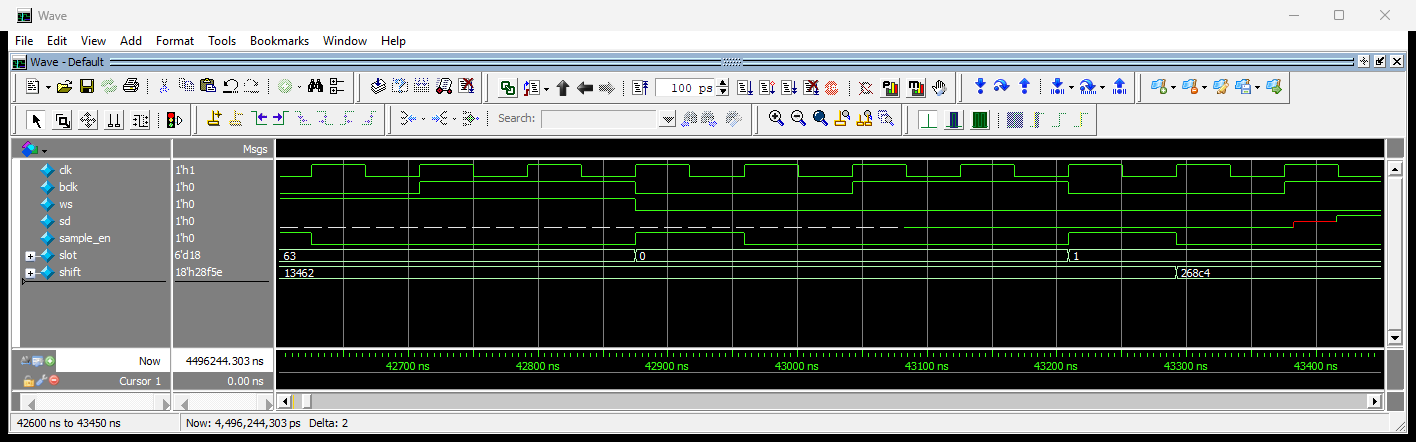 Wave
File Edit View Add Format Tools Bookmarks Window Help
Wave - Default
100 ps
Search:
Msgs
clk 1'h1
bclk 1'h0
ws 1'h0
sd 1'h0
sample_en 1'h0
slot 6'd18 63 0 1
shift 18'h28f5e 13462 268c4
Now 4496244.303 ns
42700 ns 42800 ns 42900 ns 43000 ns 43100 ns 43200 ns 43300 ns 43400 ns
Cursor 1 0.00 ns
42600 ns to 43450 ns Now: 4,496,244,303 ps Delta: 2